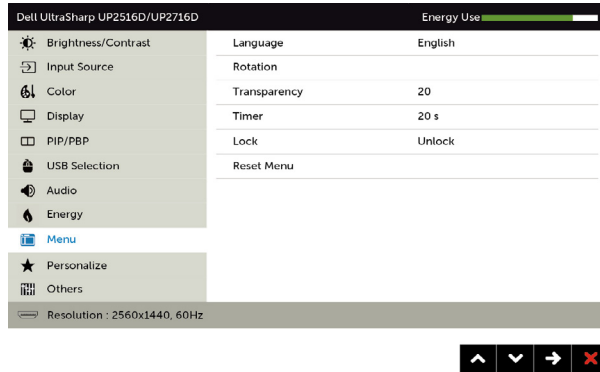 Dell UltraSharp UP2516D/UP2716D Energy Use
Brightness/Contrast Language English
Input Source Rotation
Color Transparency 20
Display Timer 20 s
PIP/PBP Lock Unlock
USB Selection Reset Menu
Audio
Energy
Menu
Personalize
Others
Resolution : 2560x1440, 60Hz